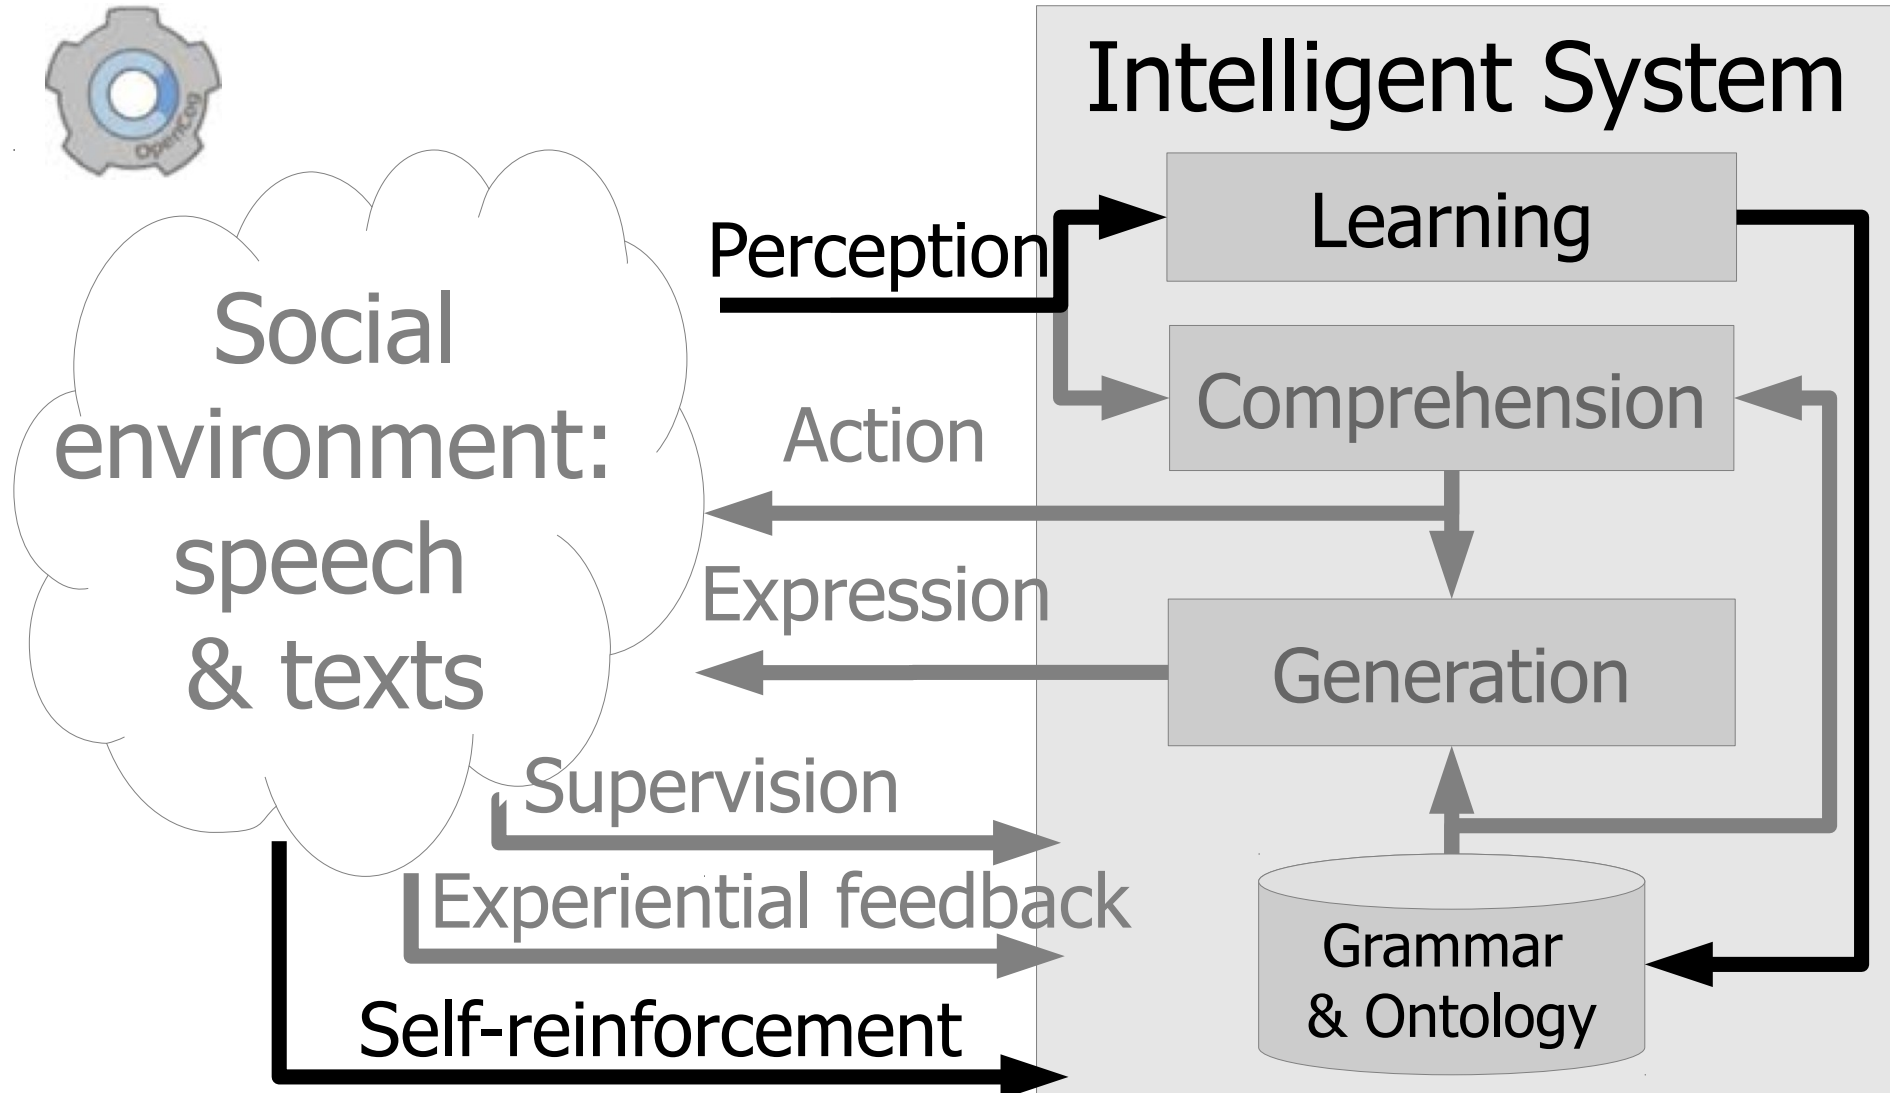 OpenCog
Intelligent System
Learning
Perception
Social
environment:
speech
& texts
Comprehension
Action
Expression
Generation
Supervision
Experiential feedback
Grammar
& Ontology
Self-reinforcement